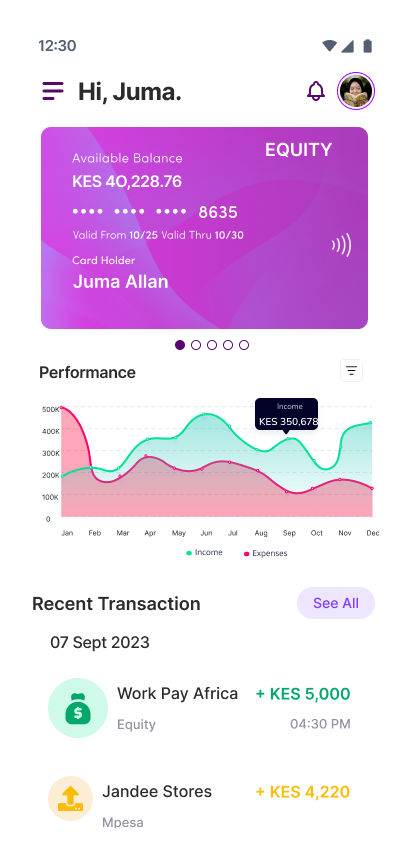 12:30
Hi, Juma.
EQUITY
Available Balance
KES 40,228.76
•••• •••• •••• 8635
Valid From 10/25 Valid Thru 10/30
Card Holder
Juma Allan
Performance
Income
KES 350,678
500K
400K
300K
200K
100K
0
Jan Feb Mar Apr May Jun Jul Aug Sep Oct Nov Dec
Income Expenses
Recent Transaction See All
07 Sept 2023
Work Pay Africa + KES 5,000
Equity 04:30 PM
Jandee Stores + KES 4,220
Mpesa